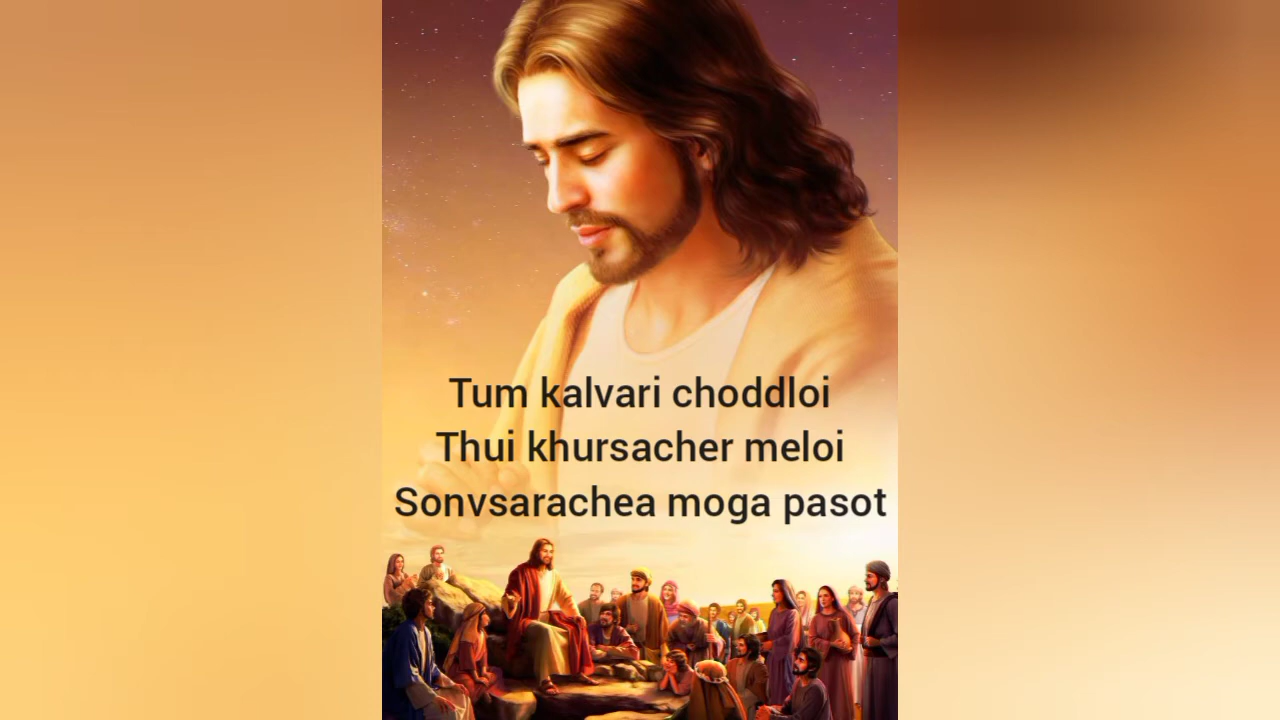 Tum kalvari choddloi
Thui khursacher meloi
Sonvsarachea moga pasot